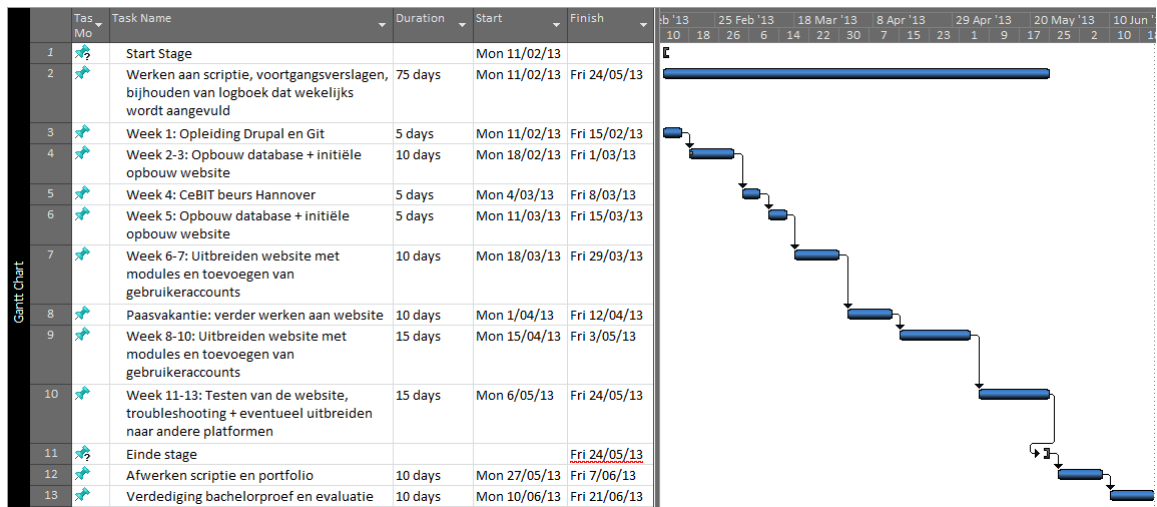 Tas Mo Task Name Duration Start Finish
eb '13 25 Feb '13 18 Mar '13 8 Apr '13 29 Apr '13 20 May '13 10 Jun '
10 18 26 6 14 22 30 7 15 23 1 9 17 25 2 10 18
1 Start Stage Mon 11/02/13
2 Werken aan scriptie, voortgangsverslagen, 75 days Mon 11/02/13 Fri 24/05/13
bijhouden van logboek dat wekelijks
wordt aangevuld
3 Week 1: Opleiding Drupal en Git 5 days Mon 11/02/13 Fri 15/02/13
4 Week 2-3: Opbouw database + initiële 10 days Mon 18/02/13 Fri 1/03/13
opbouw website
5 Week 4: CeBIT beurs Hannover 5 days Mon 4/03/13 Fri 8/03/13
6 Week 5: Opbouw database + initiële 5 days Mon 11/03/13 Fri 15/03/13
opbouw website
7 Week 6-7: Uitbreiden website met 10 days Mon 18/03/13 Fri 29/03/13
modules en toevoegen van
gebruikeraccounts
8 Paasvakantie: verder werken aan website 10 days Mon 1/04/13 Fri 12/04/13
9 Week 8-10: Uitbreiden website met 15 days Mon 15/04/13 Fri 3/05/13
modules en toevoegen van
gebruikeraccounts
10 Week 11-13: Testen van de website, 15 days Mon 6/05/13 Fri 24/05/13
troubleshooting + eventueel uitbreiden
naar andere platformen
11 Einde stage Fri 24/05/13
12 Afwerken scriptie en portfolio 10 days Mon 27/05/13 Fri 7/06/13
13 Verdediging bachelorproef en evaluatie 10 days Mon 10/06/13 Fri 21/06/13
Gantt Chart